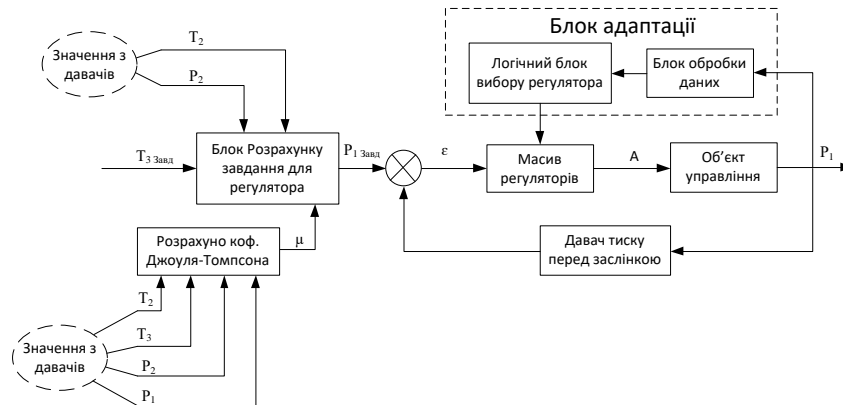 Блок адаптації
Значення з
давачів
T2
P2
Логічний блок
вибору регулятора
Блок обробки
даних
T3 Завд
Блок Розрахунку
завдання для
регулятора
P1 Завд
ε
Масив
регуляторів
A
Об’єкт
управління
P1
μ
Розрахуно коф.
Джоуля-Томпсона
Давач тиску
перед заслінкою
Значення з
давачів
T2
T3
P2
P1